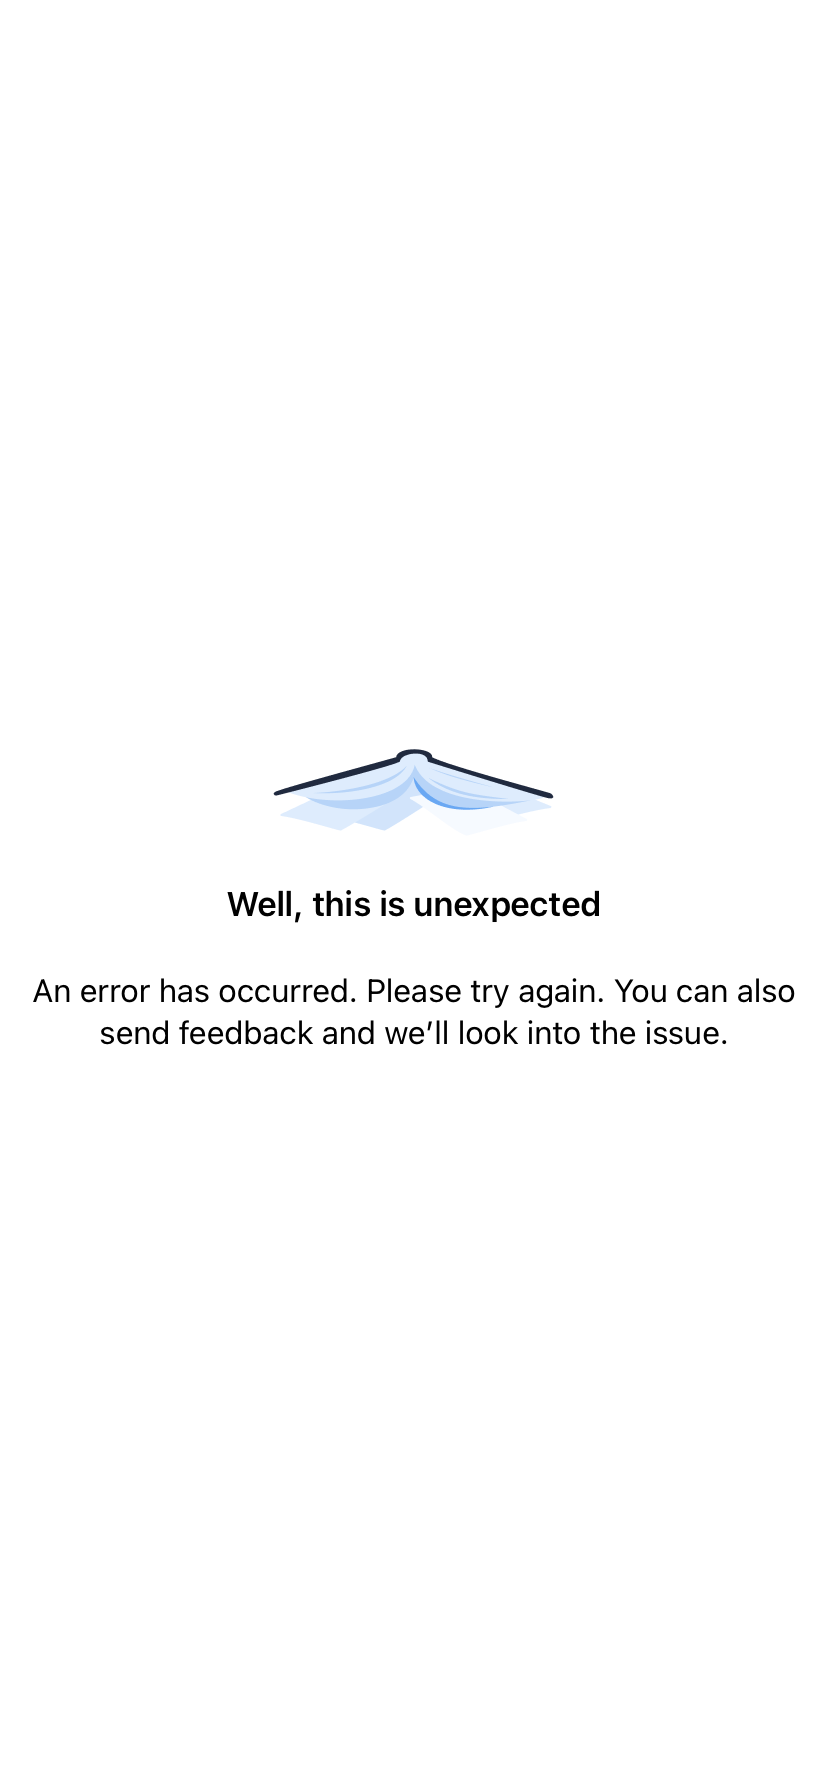 Well, this is unexpected
An error has occurred. Please try again. You can also
send feedback and we’ll look into the issue.